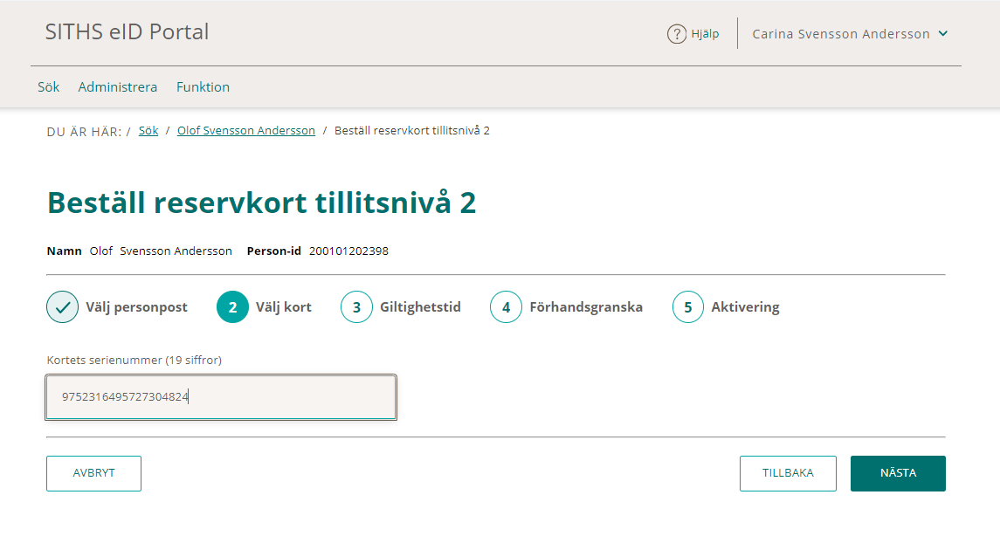 SITHS eID Portal
? Hjälp
Carina Svensson Andersson
Sök Administrera Funktion
DU ÄR HÄR: / Sök / Olof Svensson Andersson / Beställ reservkort tillitsnivå 2
Beställ reservkort tillitsnivå 2
Namn Olof Svensson Andersson Person-id 200101202398
Välj personpost 2 Välj kort 3 Giltighetstid 4 Förhandsgranska 5 Aktivering
Kortets serienummer (19 siffror)
9752316495727304824
AVBRYT TILLBAKA NÄSTA